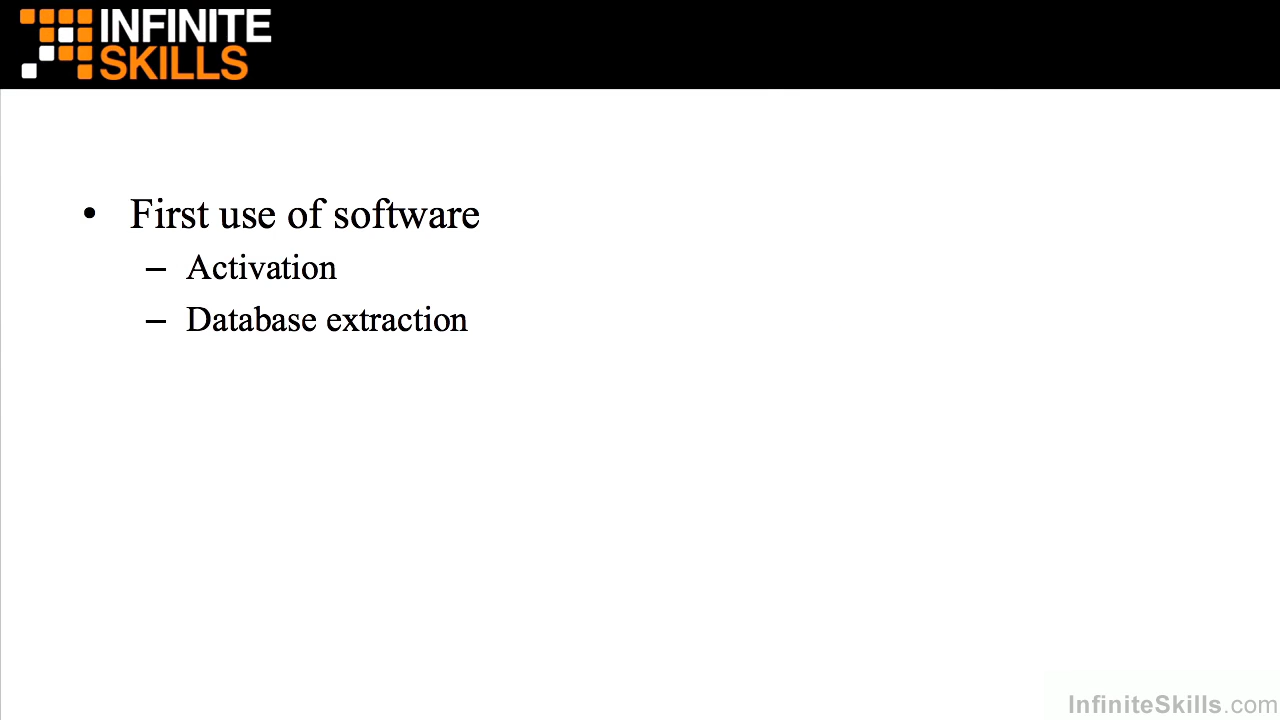 INFINITE
SKILLS
• First use of software
– Activation
– Database extraction
InfiniteSkills.com